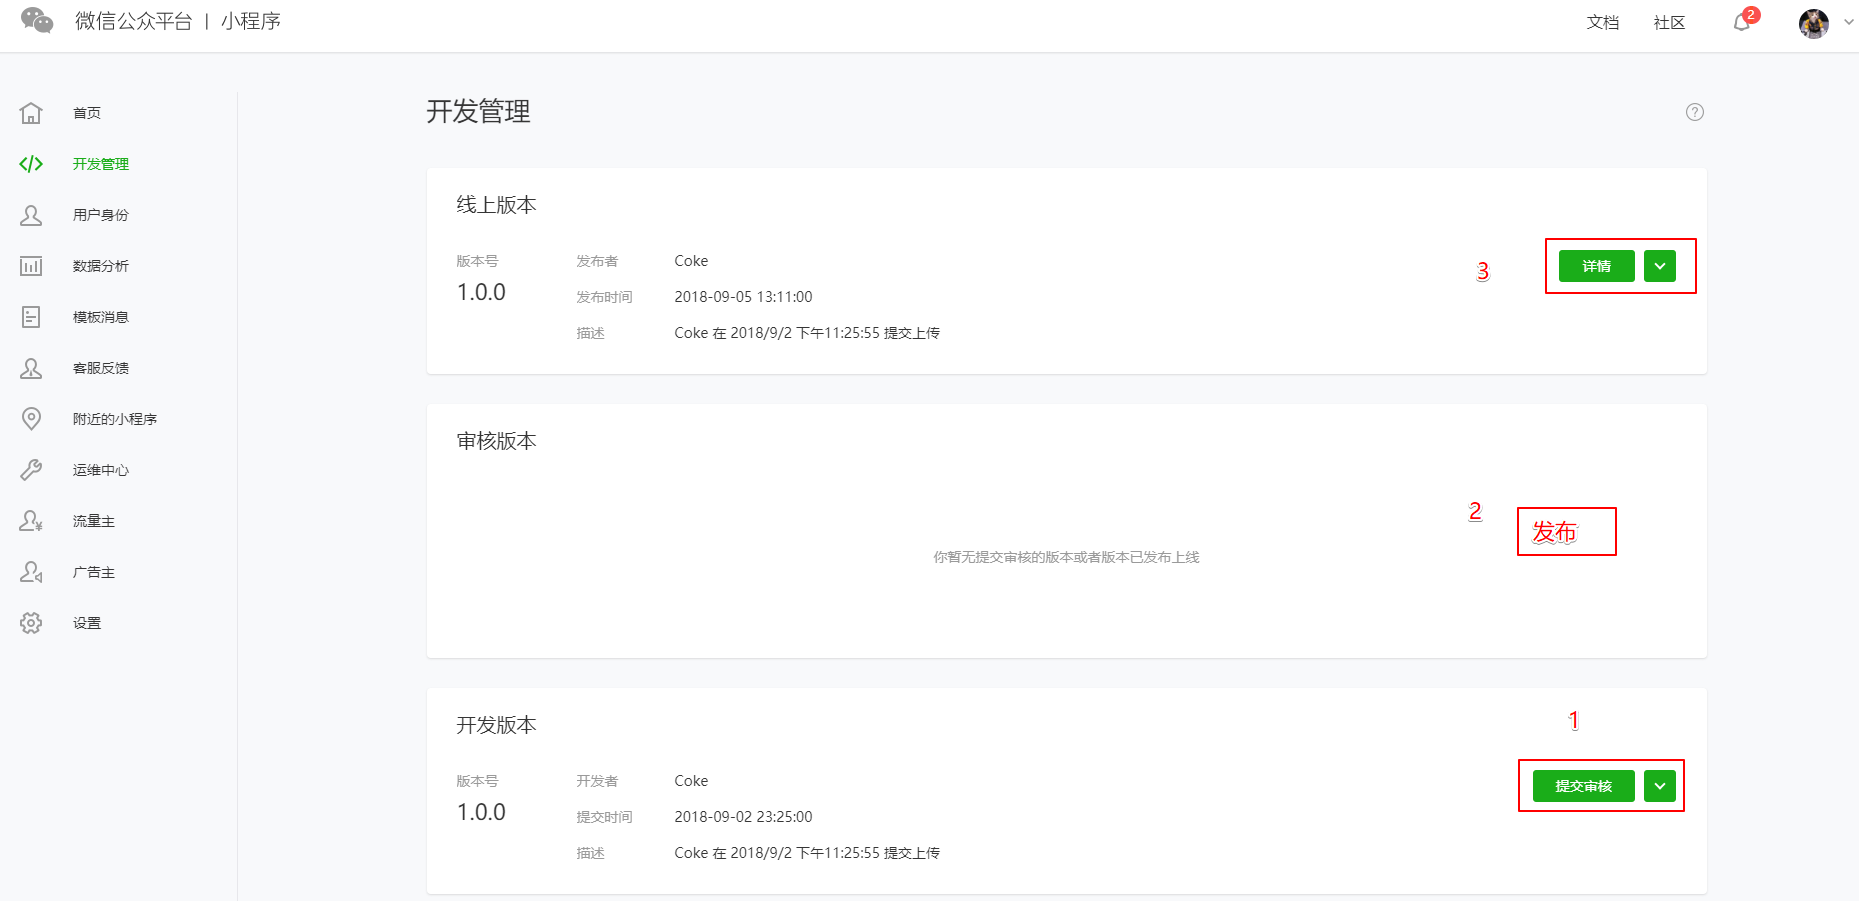 微信公众平台 | 小程序
文档
社区
2
首页
开发管理
用户身份
数据分析
模板消息
客服反馈
附近的小程序
运维中心
流量主
广告主
设置
开发管理
?
线上版本
版本号
1.0.0
发布者 Coke
发布时间 2018-09-05 13:11:00
描述 Coke 在 2018/9/2 下午11:25:55 提交上传
3
详情
审核版本
你暂无提交审核的版本或者版本已发布上线
2
发布
开发版本
版本号
1.0.0
开发者 Coke
提交时间 2018-09-02 23:25:00
描述 Coke 在 2018/9/2 下午11:25:55 提交上传
1
提交审核